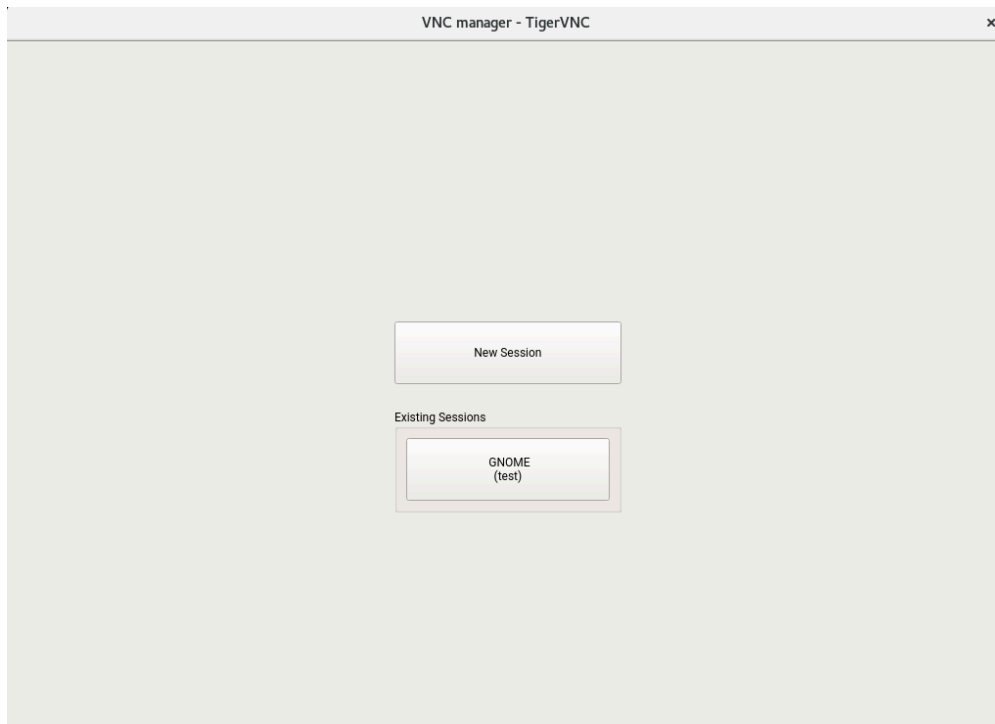 VNC manager - TigerVNC
New Session
Existing Sessions
GNOME
(test)